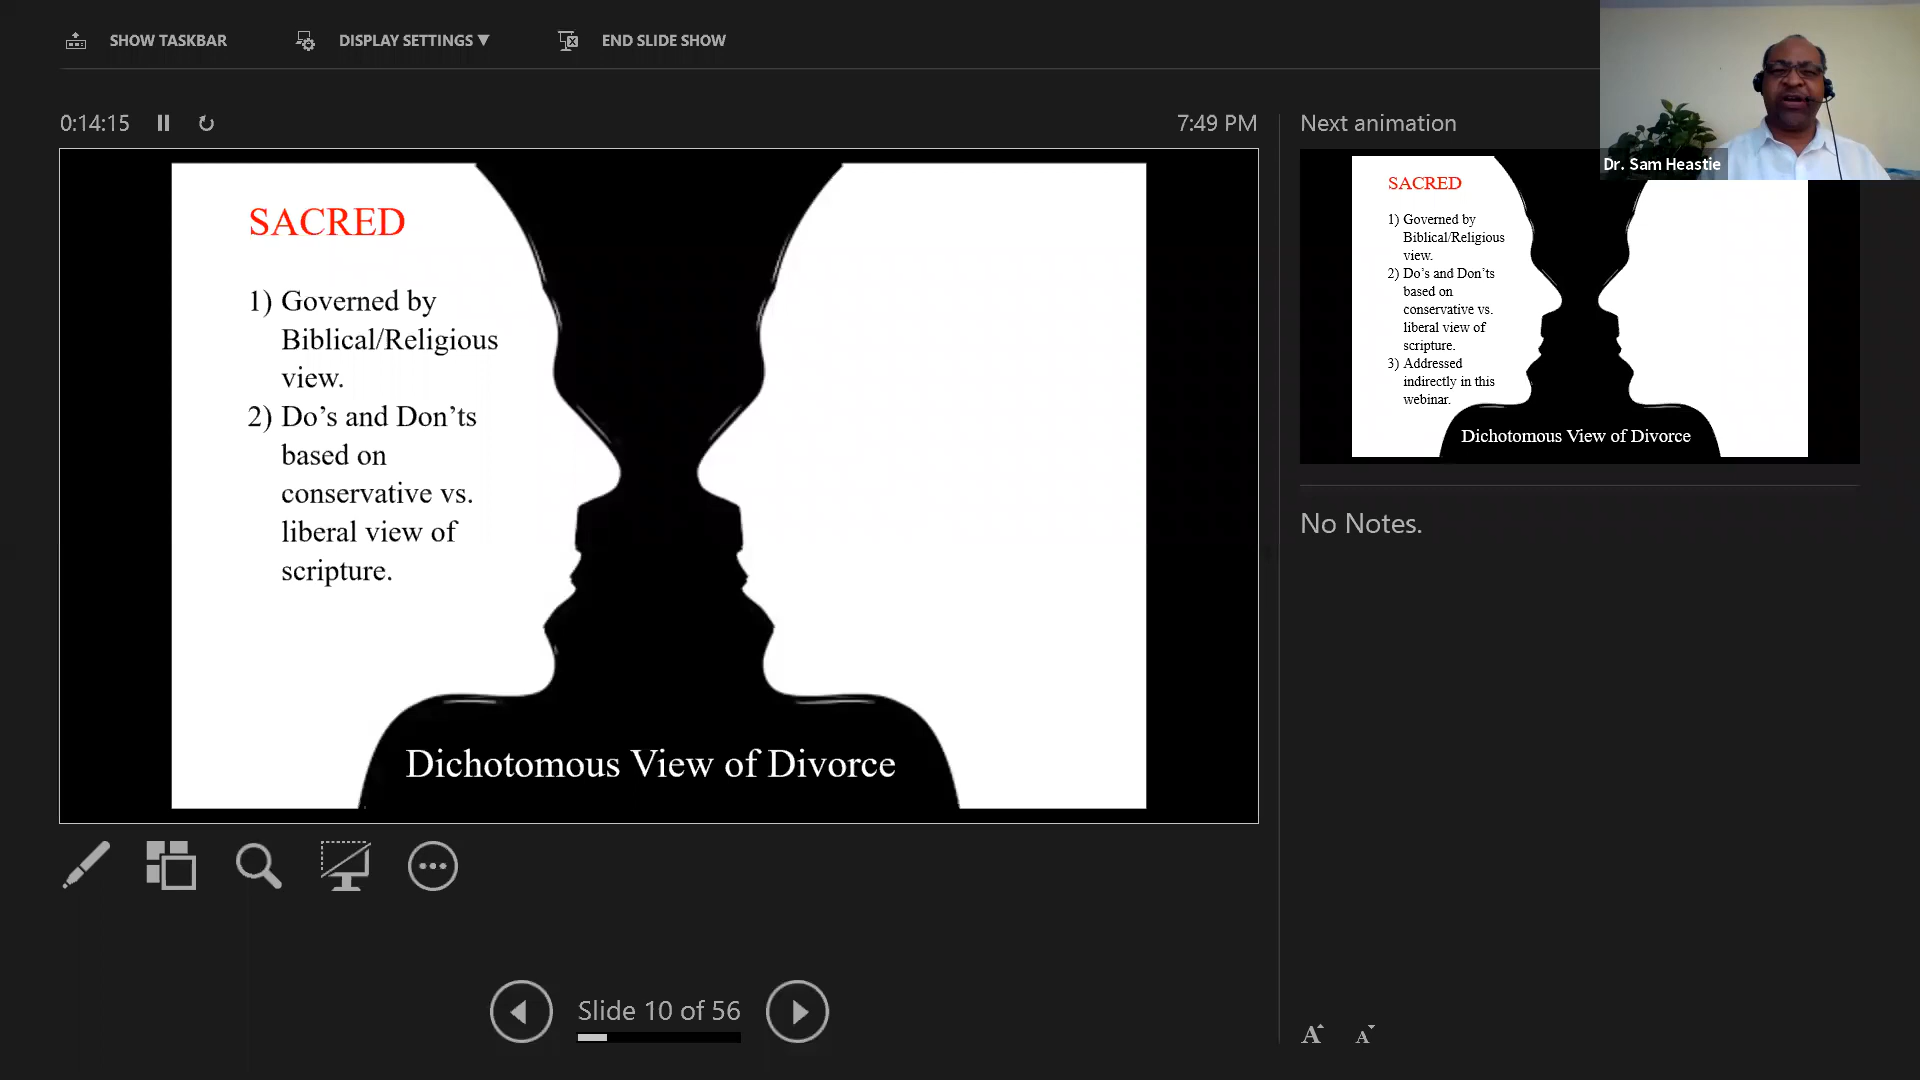 SHOW TASKBAR
DISPLAY SETTINGS ▼
END SLIDE SHOW
0:14:15
7:49 PM
Next animation
Dr. Sam Heastie
SACRED
1) Governed by
Biblical/Religious
view.
2) Do's and Don'ts
based on
conservative vs.
liberal view of
scripture.
Dichotomous View of Divorce
SACRED
1) Governed by
Biblical/Religious
view.
2) Do's and Don'ts
based on
conservative vs.
liberal view of
scripture.
3) Addressed
indirectly in this
webinar.
Dichotomous View of Divorce
No Notes.
Slide 10 of 56
A A